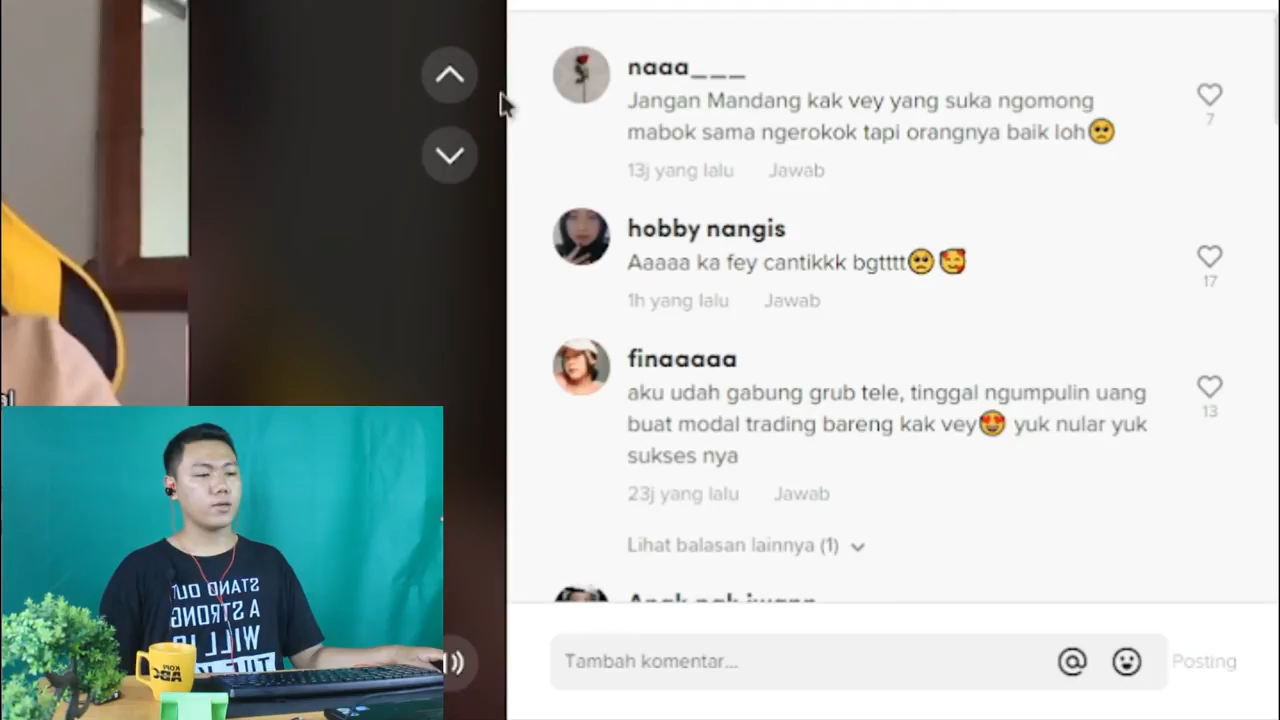 naaa___
Jangan Mandang kak vey yang suka ngomong
mabok sama ngerokok tapi orangnya baik loh🥺
7
13j yang lalu Jawab
hobby nangis
Aaaaa ka fey cantikkk bgtttt🥺🥰
17
1h yang lalu Jawab
finaaaaa
aku udah gabung grub tele, tinggal ngumpulin uang
buat modal trading bareng kak vey😍 yuk nular yuk
sukses nya
13
23j yang lalu Jawab
Lihat balasan lainnya (1)
Tambah komentar...
Posting
al
STAND OUT
A STRONG
WILL
KOPI
ABC